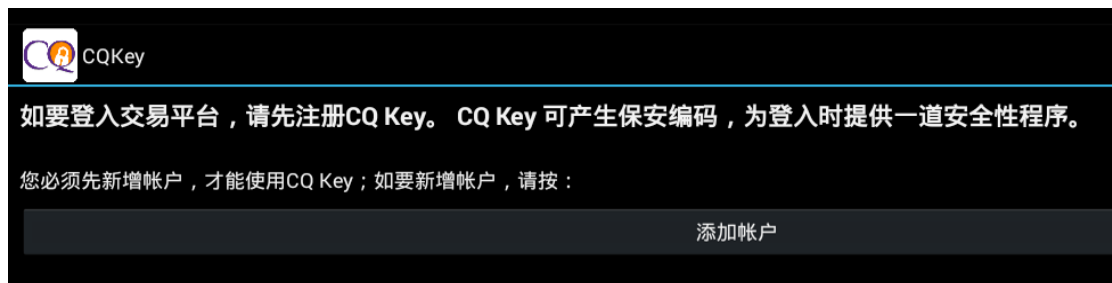 CQ CQKey
如要登入交易平台，请先注册CQ Key。 CQ Key 可产生保安编码，为登入时提供一道安全性程序。
您必须先新增帐户，才能使用CQ Key；如要新增帐户，请按：
添加帐户